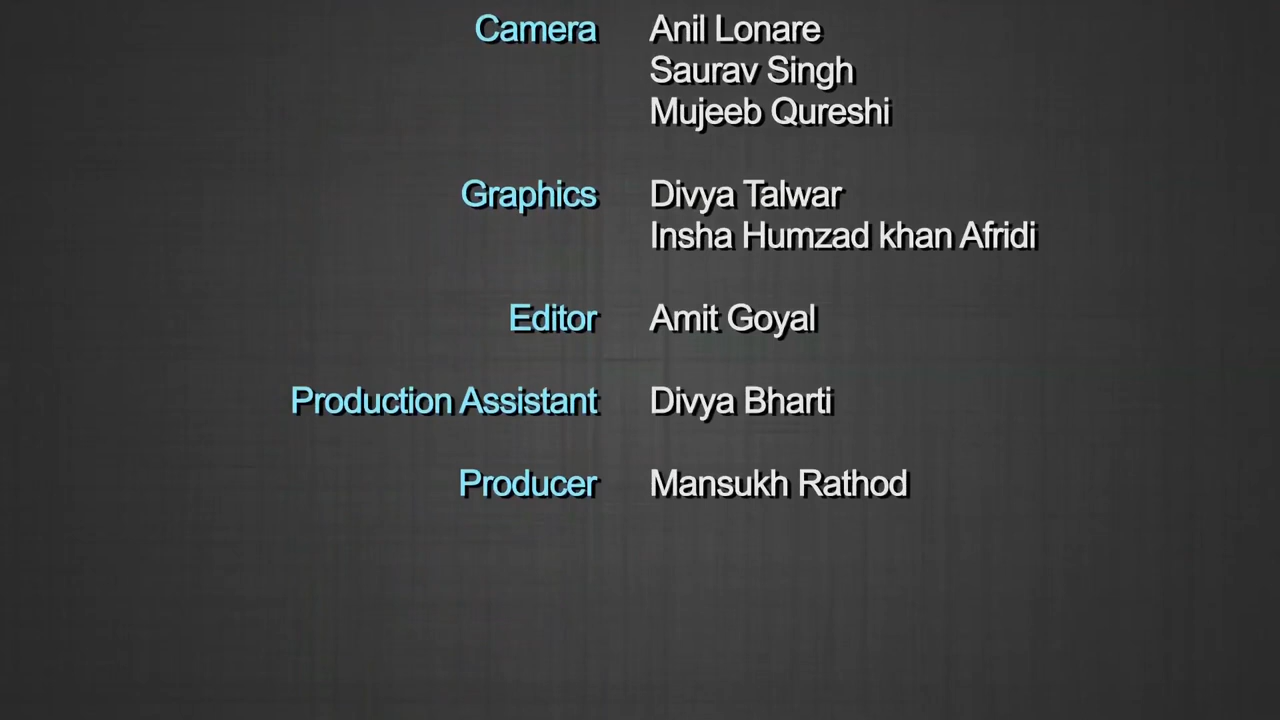 Camera Anil Lonare
Saurav Singh
Mujeeb Qureshi
Graphics Divya Talwar
Insha Humzad khan Afridi
Editor Amit Goyal
Production Assistant Divya Bharti
Producer Mansukh Rathod